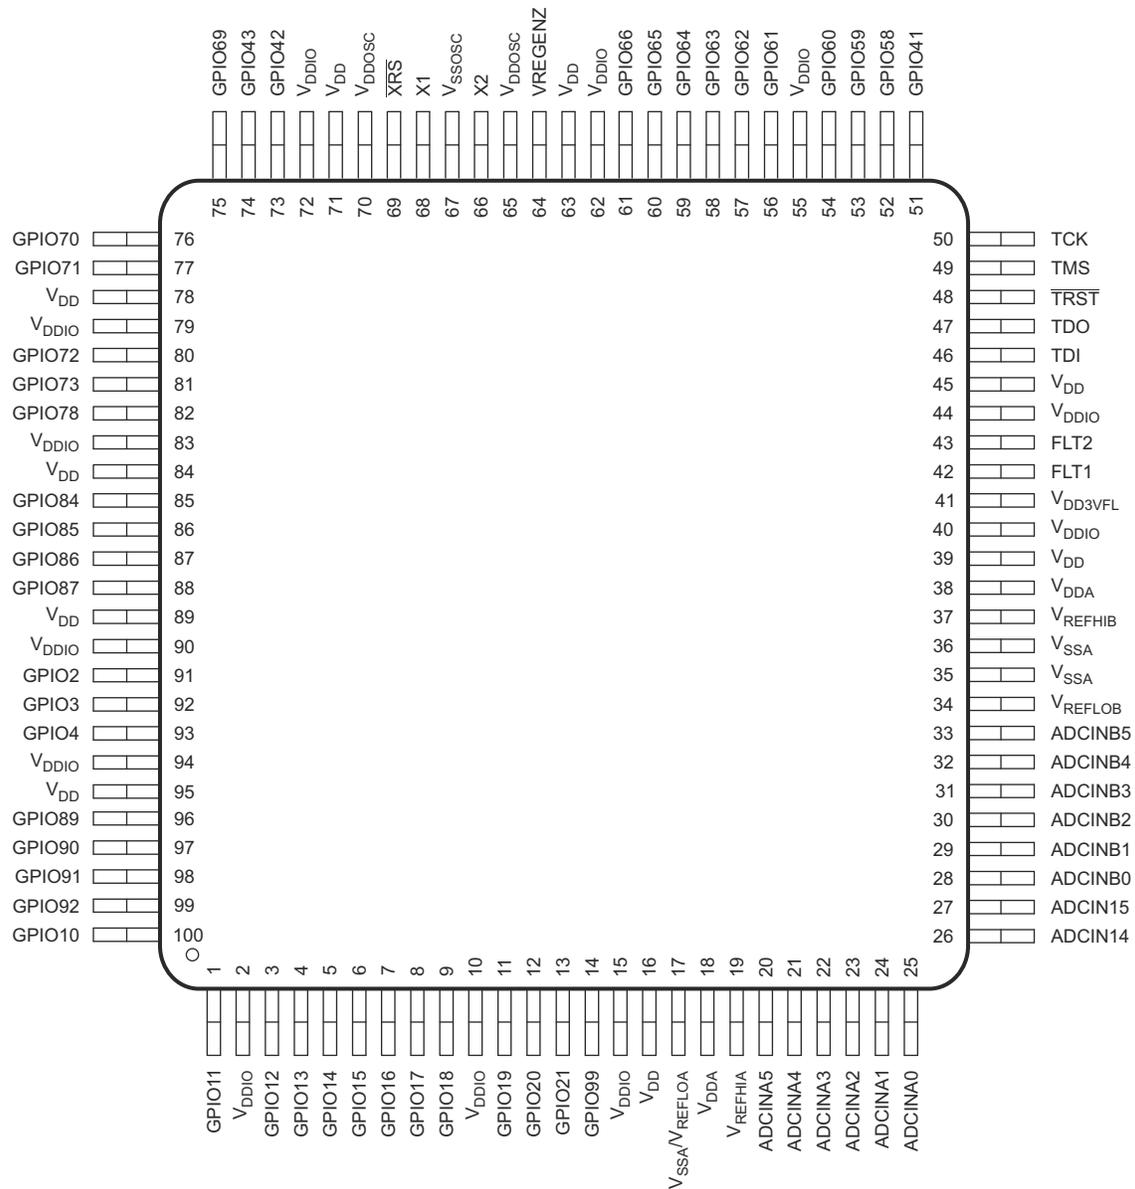 GPIO69
GPIO43
GPIO42
VDDIO
VDD
VDDOSC
XRS
X1
VSSOSC
X2
VDDOSC
VREGENZ
VDD
VDDIO
GPIO66
GPIO65
GPIO64
GPIO63
GPIO62
GPIO61
VDDIO
GPIO60
GPIO59
GPIO58
GPIO41
75
74
73
72
71
70
69
68
67
66
65
64
63
62
61
60
59
58
57
56
55
54
53
52
51
GPIO70 76
GPIO71 77
VDD 78
VDDIO 79
GPIO72 80
GPIO73 81
GPIO78 82
VDDIO 83
VDD 84
GPIO84 85
GPIO85 86
GPIO86 87
GPIO87 88
VDD 89
VDDIO 90
GPIO2 91
GPIO3 92
GPIO4 93
VDDIO 94
VDD 95
GPIO89 96
GPIO90 97
GPIO91 98
GPIO92 99
GPIO10 100
50 TCK
49 TMS
48 TRST
47 TDO
46 TDI
45 VDD
44 VDDIO
43 FLT2
42 FLT1
41 VDD3VFL
40 VDDIO
39 VDD
38 VDDA
37 VREFHIB
36 VSSA
35 VSSA
34 VREFLOB
33 ADCINB5
32 ADCINB4
31 ADCINB3
30 ADCINB2
29 ADCINB1
28 ADCINB0
27 ADCIN15
26 ADCIN14
1
2
3
4
5
6
7
8
9
10
11
12
13
14
15
16
17
18
19
20
21
22
23
24
25
GPIO11
VDDIO
GPIO12
GPIO13
GPIO14
GPIO15
GPIO16
GPIO17
GPIO18
VDDIO
GPIO19
GPIO20
GPIO21
GPIO99
VDDIO
VDD
VSSA/VREFLOA
VDDA
VREFHIA
ADCINA5
ADCINA4
ADCINA3
ADCINA2
ADCINA1
ADCINA0